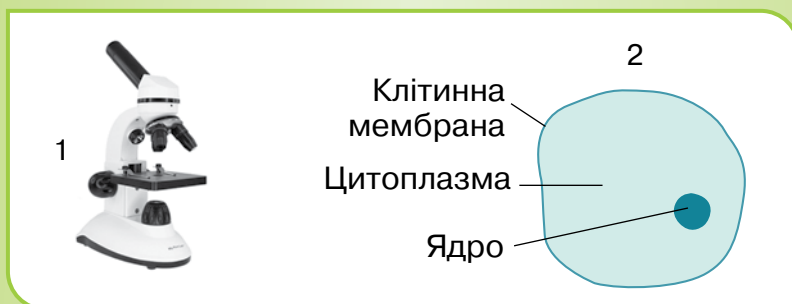 1
2
Клітинна
мембрана
Цитоплазма
Ядро